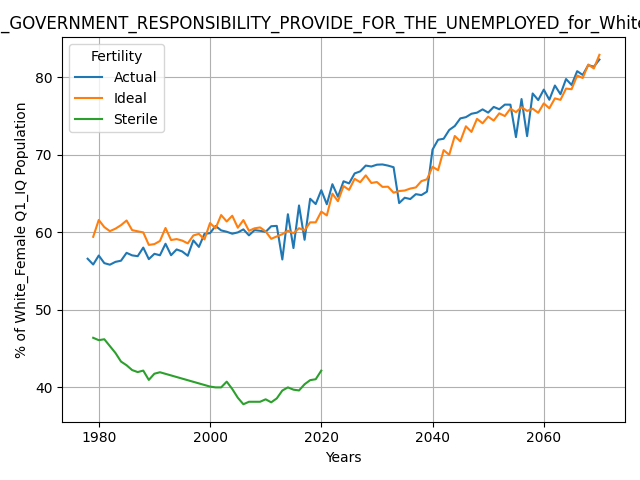 _GOVERNMENT_RESPONSIBILITY_PROVIDE_FOR_THE_UNEMPLOYED_for_White
Fertility
Actual
Ideal
Sterile
% of White_Female Q1_IQ Population
80
70
60
50
40
1980
2000
2020
2040
2060
Years